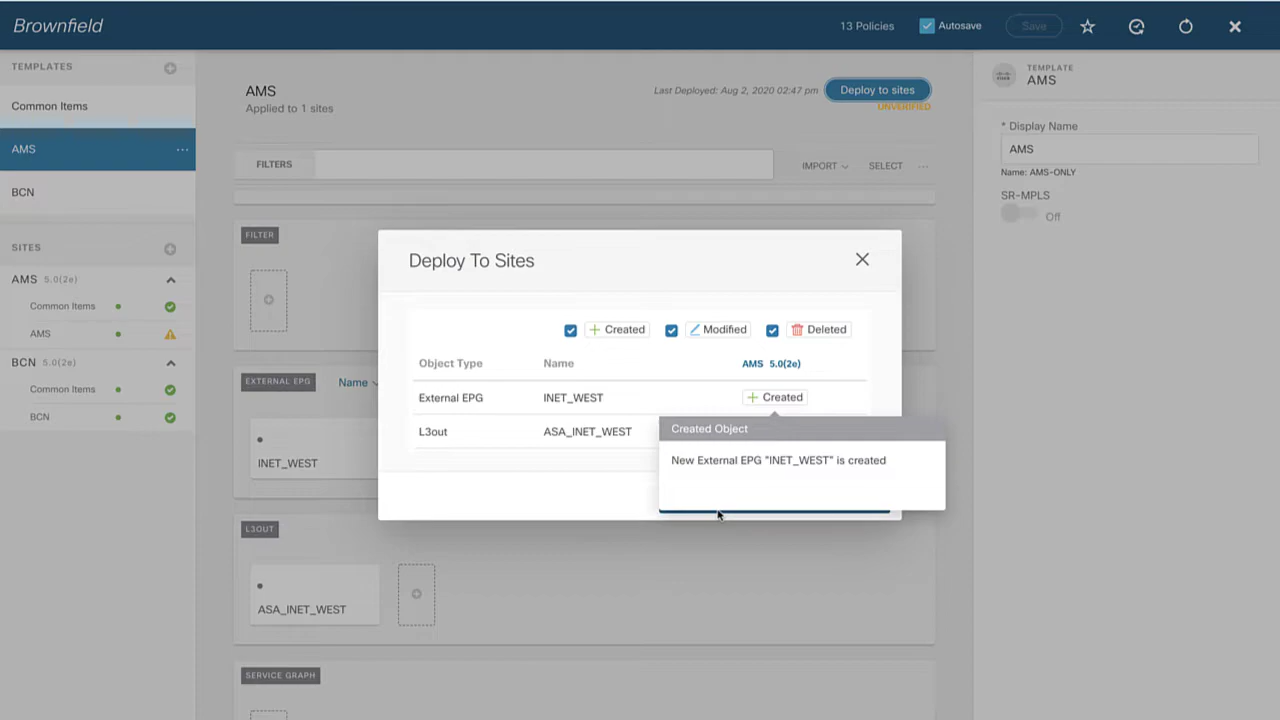 Brownfield
13 Policies
Autosave
Save
TEMPLATES
Common Items
AMS
BCN
SITES
AMS 5.0(2e)
Common Items
AMS
BCN 5.0(2e)
Common Items
BCN
AMS
Applied to 1 sites
Last Deployed: Aug 2, 2020 02:47 pm
Deploy to sites
UNVERIFIED
FILTERS
IMPORT
SELECT
FILTER
EXTERNAL EPG
Name
INET_WEST
L3OUT
ASA_INET_WEST
SERVICE GRAPH
Deploy To Sites
Created
Modified
Deleted
Object Type Name AMS 5.0(2e)
External EPG INET_WEST Created
L3out ASA_INET_WEST
Created Object
New External EPG "INET_WEST" is created
TEMPLATE
AMS
* Display Name
AMS
Name: AMS-ONLY
SR-MPLS
Off